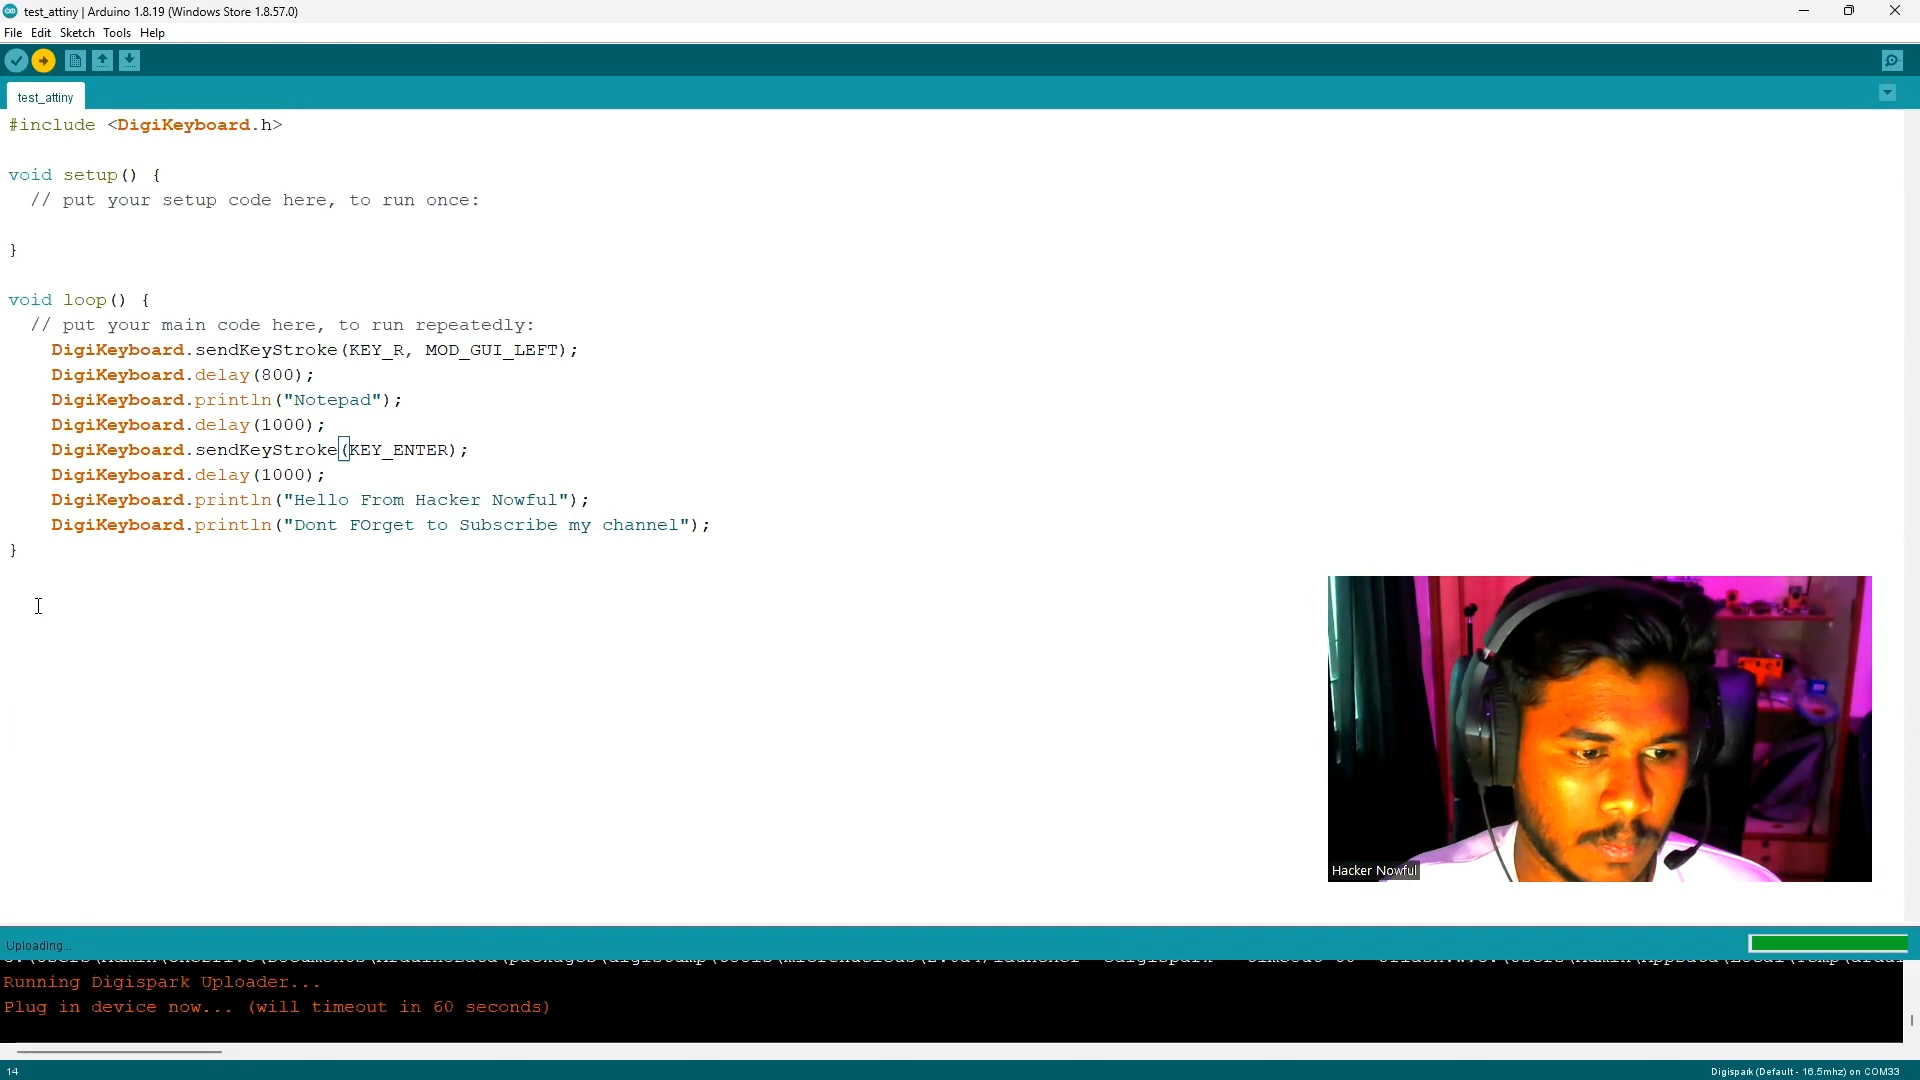 test_attiny | Arduino 1.8.19 (Windows Store 1.8.57.0)
File Edit Sketch Tools Help
test_attiny
#include <DigiKeyboard.h>
void setup() {
// put your setup code here, to run once:
}
void loop() {
// put your main code here, to run repeatedly:
DigiKeyboard.sendKeyStroke(KEY_R, MOD_GUI_LEFT);
DigiKeyboard.delay(800);
DigiKeyboard.println("Notepad");
DigiKeyboard.delay(1000);
DigiKeyboard.sendKeyStroke(KEY_ENTER);
DigiKeyboard.delay(1000);
DigiKeyboard.println("Hello From Hacker Nowful");
DigiKeyboard.println("Dont FOrget to Subscribe my channel");
}
Hacker Nowful
Uploading...
Running Digispark Uploader...
Plug in device now... (will timeout in 60 seconds)
14
Digispark (Default - 16.5mhz) on COM33